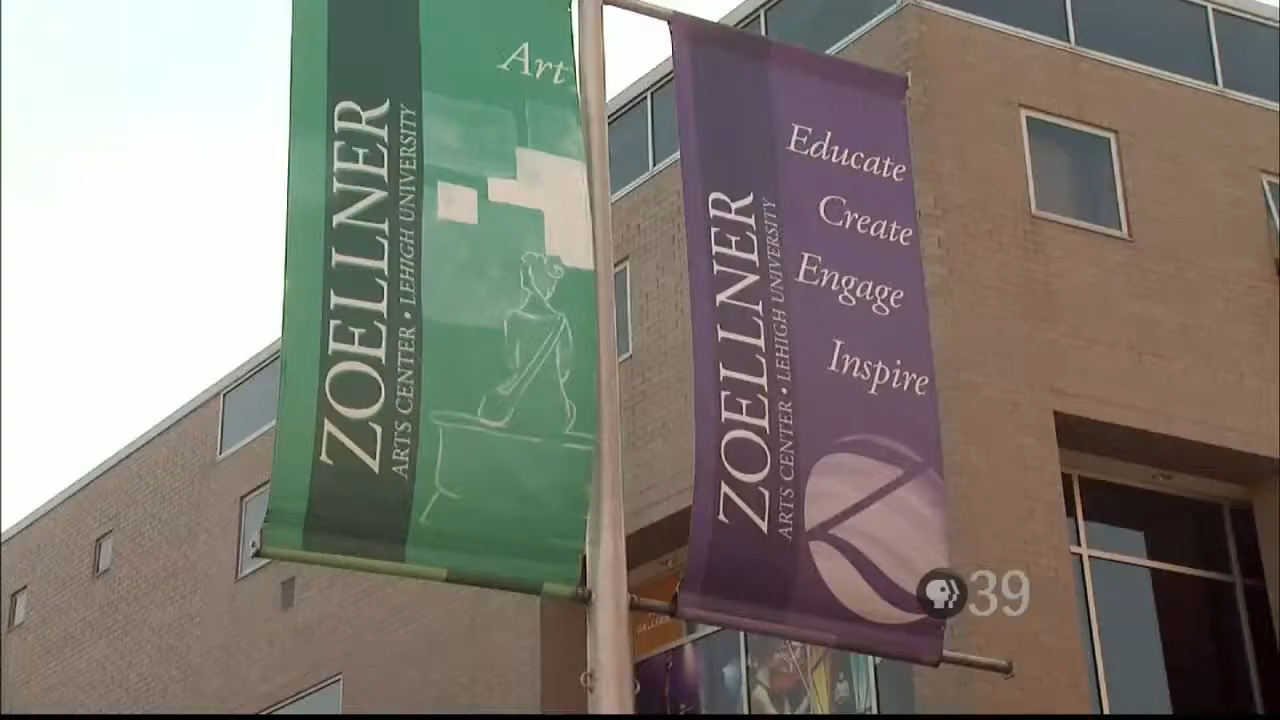 Art
ZOELLNER
ARTS CENTER • LEHIGH UNIVERSITY
Educate
Create
Engage
Inspire
ZOELLNER
ARTS CENTER • LEHIGH UNIVERSITY
39